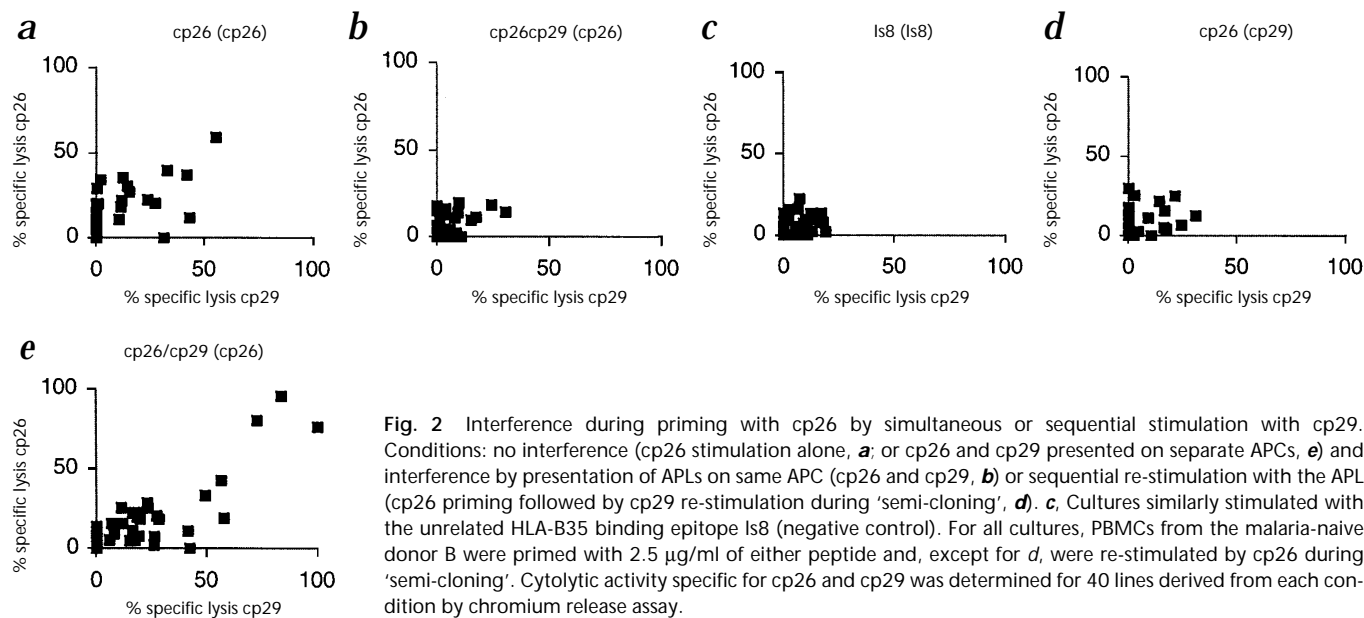 a
cp26 (cp26)
% specific lysis cp26
100
50
0
0 50 100
% specific lysis cp29
b
cp26cp29 (cp26)
% specific lysis cp26
100
50
0
0 50 100
% specific lysis cp29
c
ls8 (ls8)
% specific lysis cp26
100
50
0
0 50 100
% specific lysis cp29
d
cp26 (cp29)
% specific lysis cp26
100
50
0
0 50 100
% specific lysis cp29
e
cp26/cp29 (cp26)
% specific lysis cp26
100
50
0
0 50 100
% specific lysis cp29
Fig. 2 Interference during priming with cp26 by simultaneous or sequential stimulation with cp29.
Conditions: no interference (cp26 stimulation alone, a; or cp26 and cp29 presented on separate APCs, e) and
interference by presentation of APLs on same APC (cp26 and cp29, b) or sequential re-stimulation with the APL
(cp26 priming followed by cp29 re-stimulation during ‘semi-cloning’, d). c, Cultures similarly stimulated with
the unrelated HLA-B35 binding epitope ls8 (negative control). For all cultures, PBMCs from the malaria-naive
donor B were primed with 2.5 μg/ml of either peptide and, except for d, were re-stimulated by cp26 during
‘semi-cloning’. Cytolytic activity specific for cp26 and cp29 was determined for 40 lines derived from each con-
dition by chromium release assay.